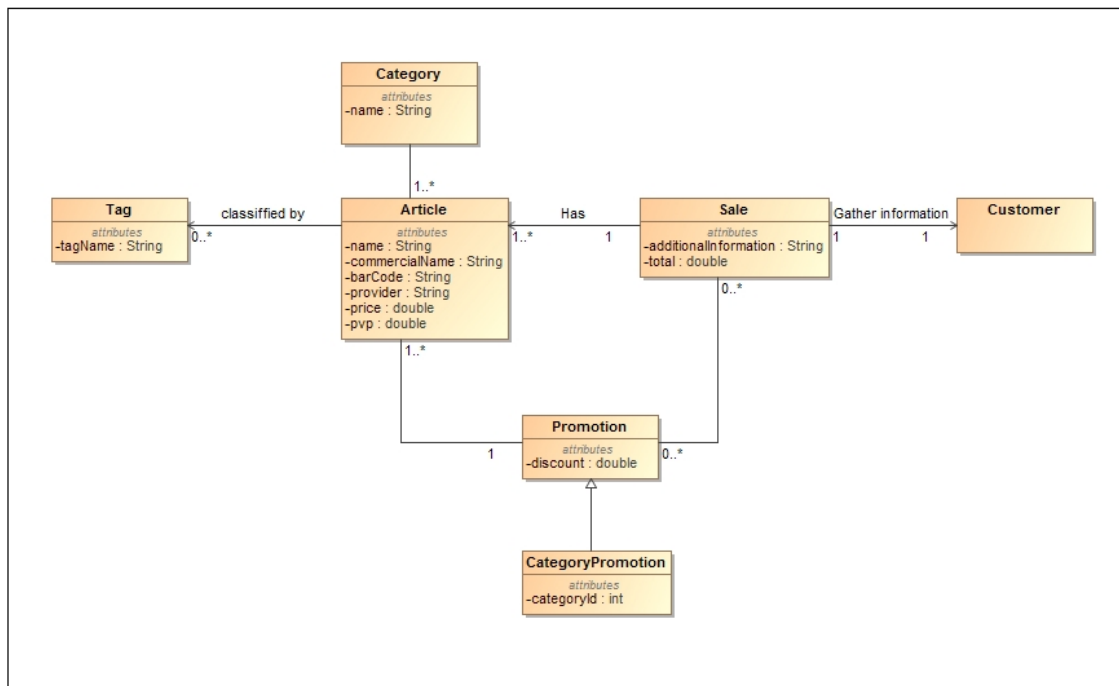 Category
attributes
-name : String
1..*
Tag
attributes
-tagName : String
classiffied by
0..*
Article
attributes
-name : String
-commercialName : String
-barCode : String
-provider : String
-price : double
-pvp : double
Has
1..*
1
Sale
attributes
-additionalInformation : String
-total : double
Gather information
1
1
Customer
0..*
1..*
Promotion
attributes
-discount : double
1
0..*
CategoryPromotion
attributes
-categoryId : int